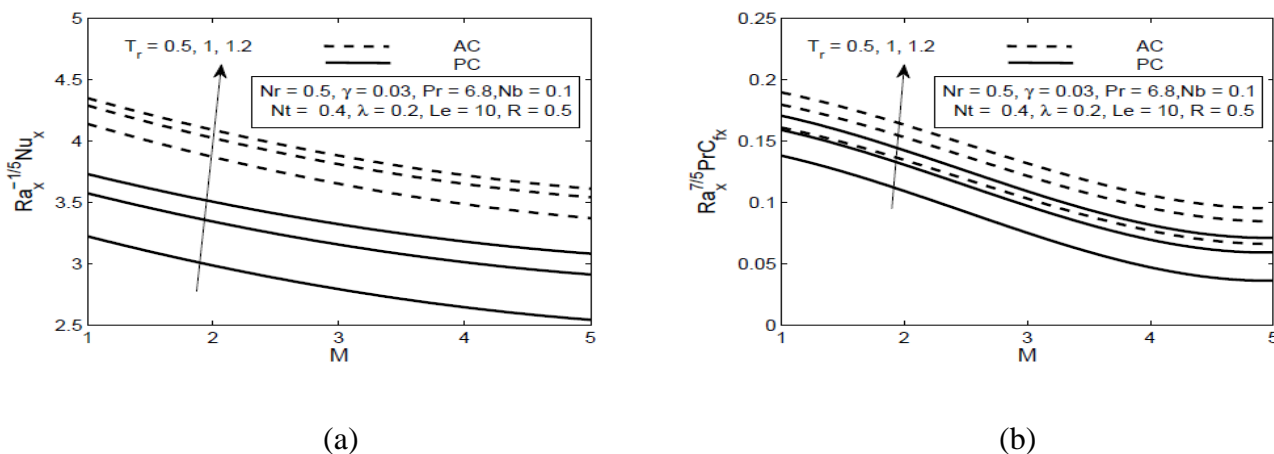 5
4.5
4
3.5
3
2.5
1
2
3
4
5
M
Ra_x^{-1/5}Nu_x
T_r = 0.5, 1, 1.2
AC
PC
Nr = 0.5, γ = 0.03, Pr = 6.8,Nb = 0.1
Nt = 0.4, λ = 0.2, Le = 10, R = 0.5
(a)
0.25
0.2
0.15
0.1
0.05
0
1
2
3
4
5
M
Ra_x^{7/5}PrC_{fx}
T_r = 0.5, 1, 1.2
AC
PC
Nr = 0.5, γ = 0.03, Pr = 6.8,Nb = 0.1
Nt = 0.4, λ = 0.2, Le = 10, R = 0.5
(b)